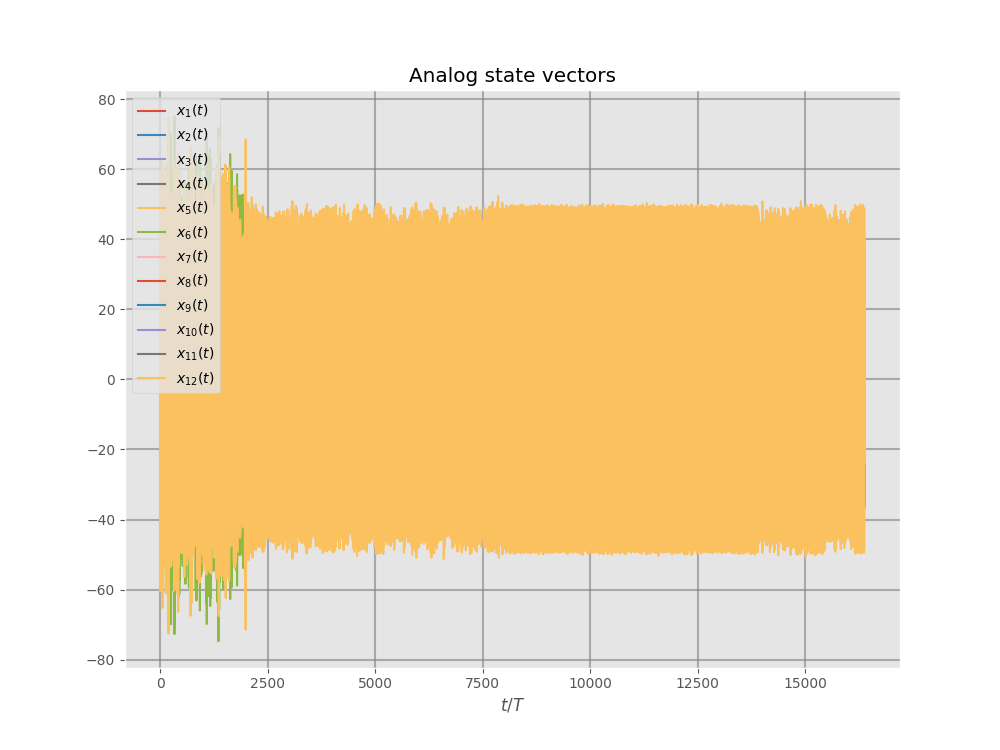 Analog state vectors
80
60
40
20
0
−20
−40
−60
−80
x₁(t)
x₂(t)
x₃(t)
x₄(t)
x₅(t)
x₆(t)
x₇(t)
x₈(t)
x₉(t)
x₁₀(t)
x₁₁(t)
x₁₂(t)
0 2500 5000 7500 10000 12500 15000
t/T